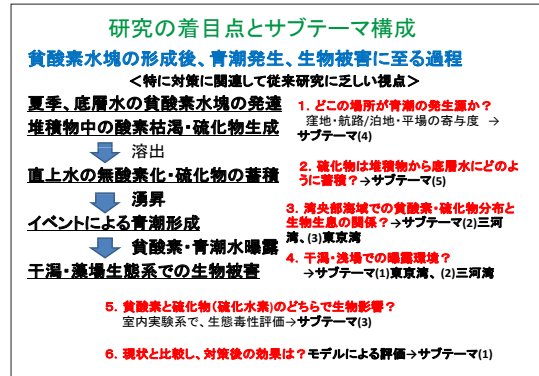 研究の着目点とサブテーマ構成
貧酸素水塊の形成後、青潮発生、生物被害に至る過程
＜特に対策に関連して従来研究に乏しい視点＞
夏季、底層水の貧酸素水塊の発達
堆積物中の酸素枯渇・硫化物生成
溶出
直上水の無酸素化・硫化物の蓄積
湧昇
イベントによる青潮形成
貧酸素・青潮水曝露
干潟・藻場生態系での生物被害
1. どこの場所が青潮の発生源か？
窪地・航路/泊地・平場の寄与度 →
サブテーマ(4)
2. 硫化物は堆積物から底層水にどのよ
うに蓄積？→サブテーマ(5)
3. 湾央部海域での貧酸素・硫化物分布と
生物生息の関係？→サブテーマ(2)三河
湾、(3)東京湾
4. 干潟・浅場での曝露環境？
→サブテーマ(1)東京湾、(2)三河湾
5. 貧酸素と硫化物（硫化水素)のどちらで生物影響？
室内実験系で、生態毒性評価→サブテーマ(3)
6. 現状と比較し、対策後の効果は？モデルによる評価→サブテーマ(1)